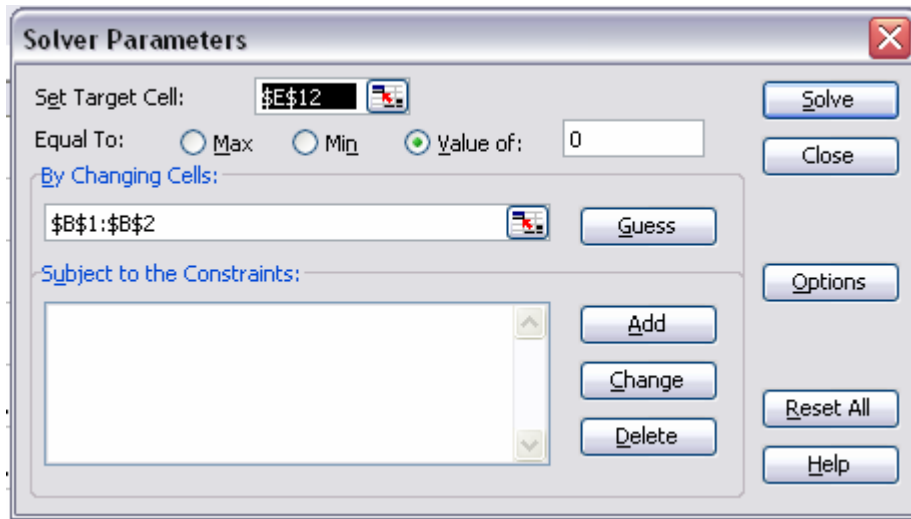 Solver Parameters
Set Target Cell: $E$12
Solve
Equal To: Max Min Value of: 0
Close
By Changing Cells:
$B$1:$B$2
Guess
Subject to the Constraints:
Options
Add
Change
Reset All
Delete
Help